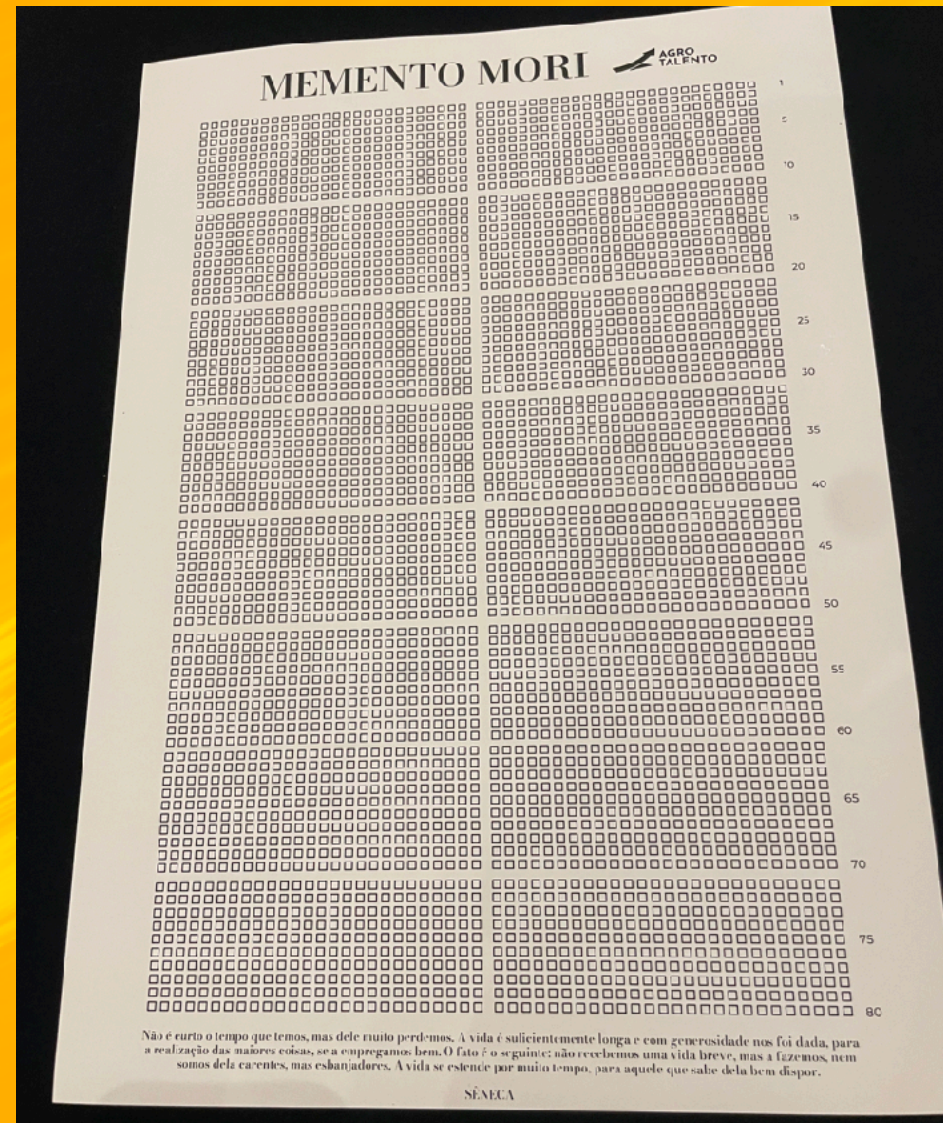 MEMENTO MORI
AGRO
TALENTO
1
5
10
15
20
25
30
35
40
45
50
55
60
65
70
75
80
Não é curto o tempo que temos, mas dele muito perdemos. A vida é suficientemente longa e com generosidade nos foi dada, para
a realização das maiores coisas, se a empregamos bem. O fato é o seguinte: não recebemos uma vida breve, mas a fazemos, nem
somos dela carentes, mas esbanjadores. A vida se estende por muito tempo, para aquele que sabe dela bem dispor.
SÊNECA